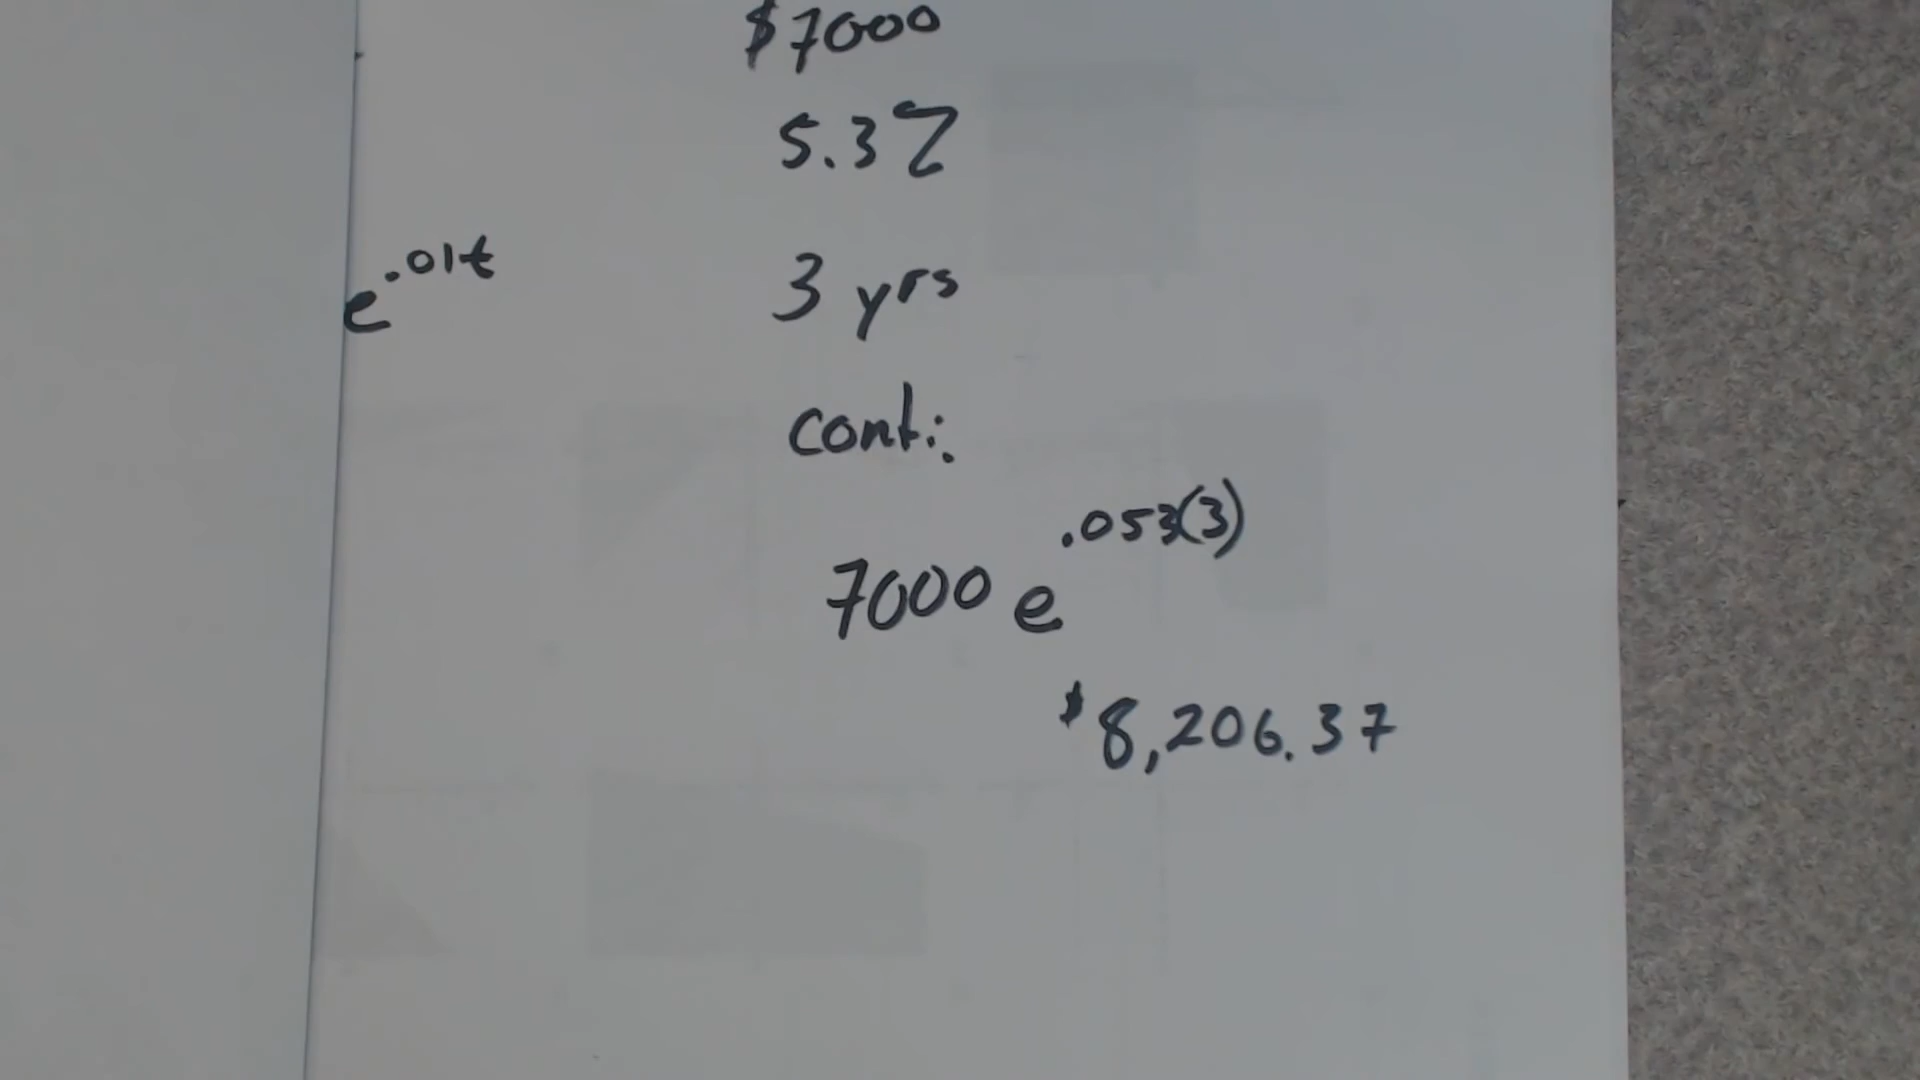 $7000
5.3%
e^.01t
3 yrs
cont:.
7000 e^.053(3)
$8,206.37